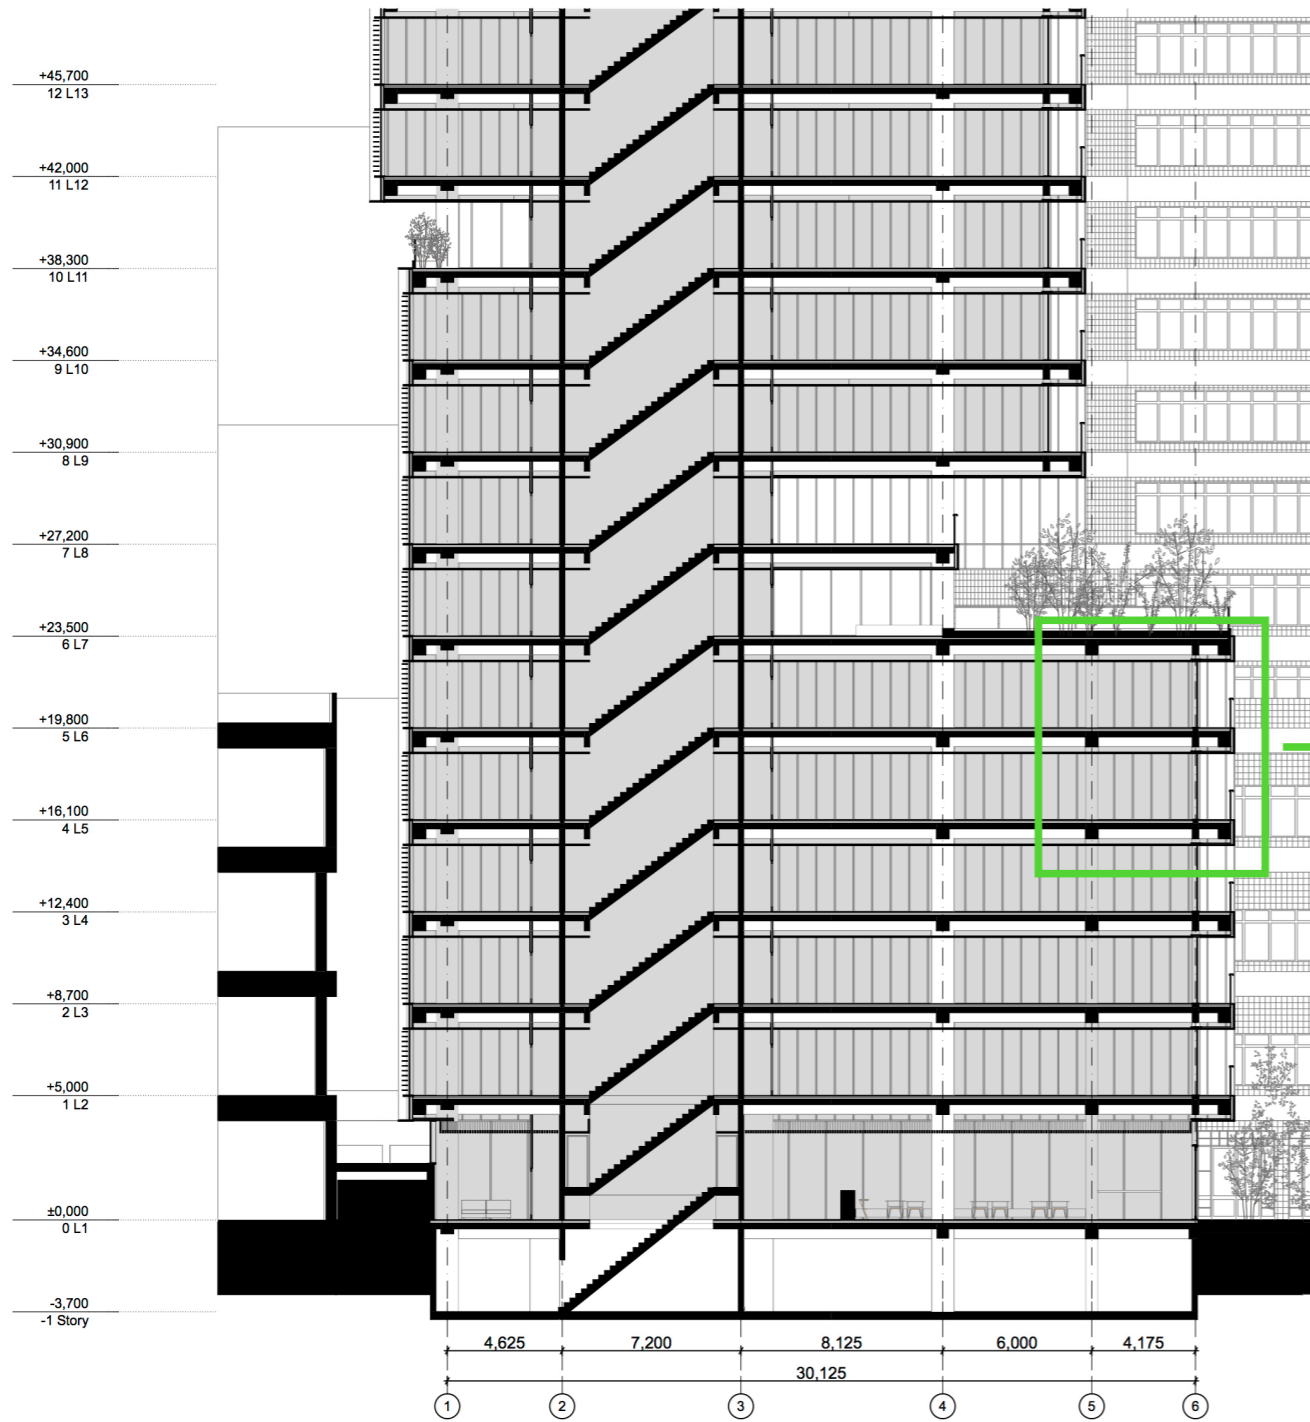 +45,700
12 L13
+42,000
11 L12
+38,300
10 L11
+34,600
9 L10
+30,900
8 L9
+27,200
7 L8
+23,500
6 L7
+19,800
5 L6
+16,100
4 L5
+12,400
3 L4
+8,700
2 L3
+5,000
1 L2
±0,000
0 L1
-3,700
-1 Story
4,625 7,200 8,125 6,000 4,175
30,125
1 2 3 4 5 6